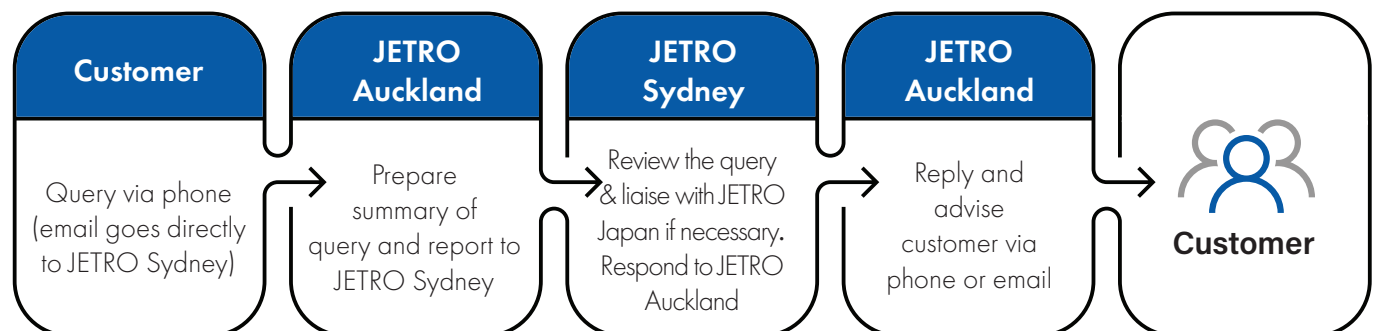 Customer
Query via phone
(email goes directly
to JETRO Sydney)
JETRO
Auckland
Prepare
summary of
query and report to
JETRO Sydney
JETRO
Sydney
Review the query
& liaise with JETRO
Japan if necessary.
Respond to JETRO
Auckland
JETRO
Auckland
Reply and
advise
customer via
phone or email
Customer